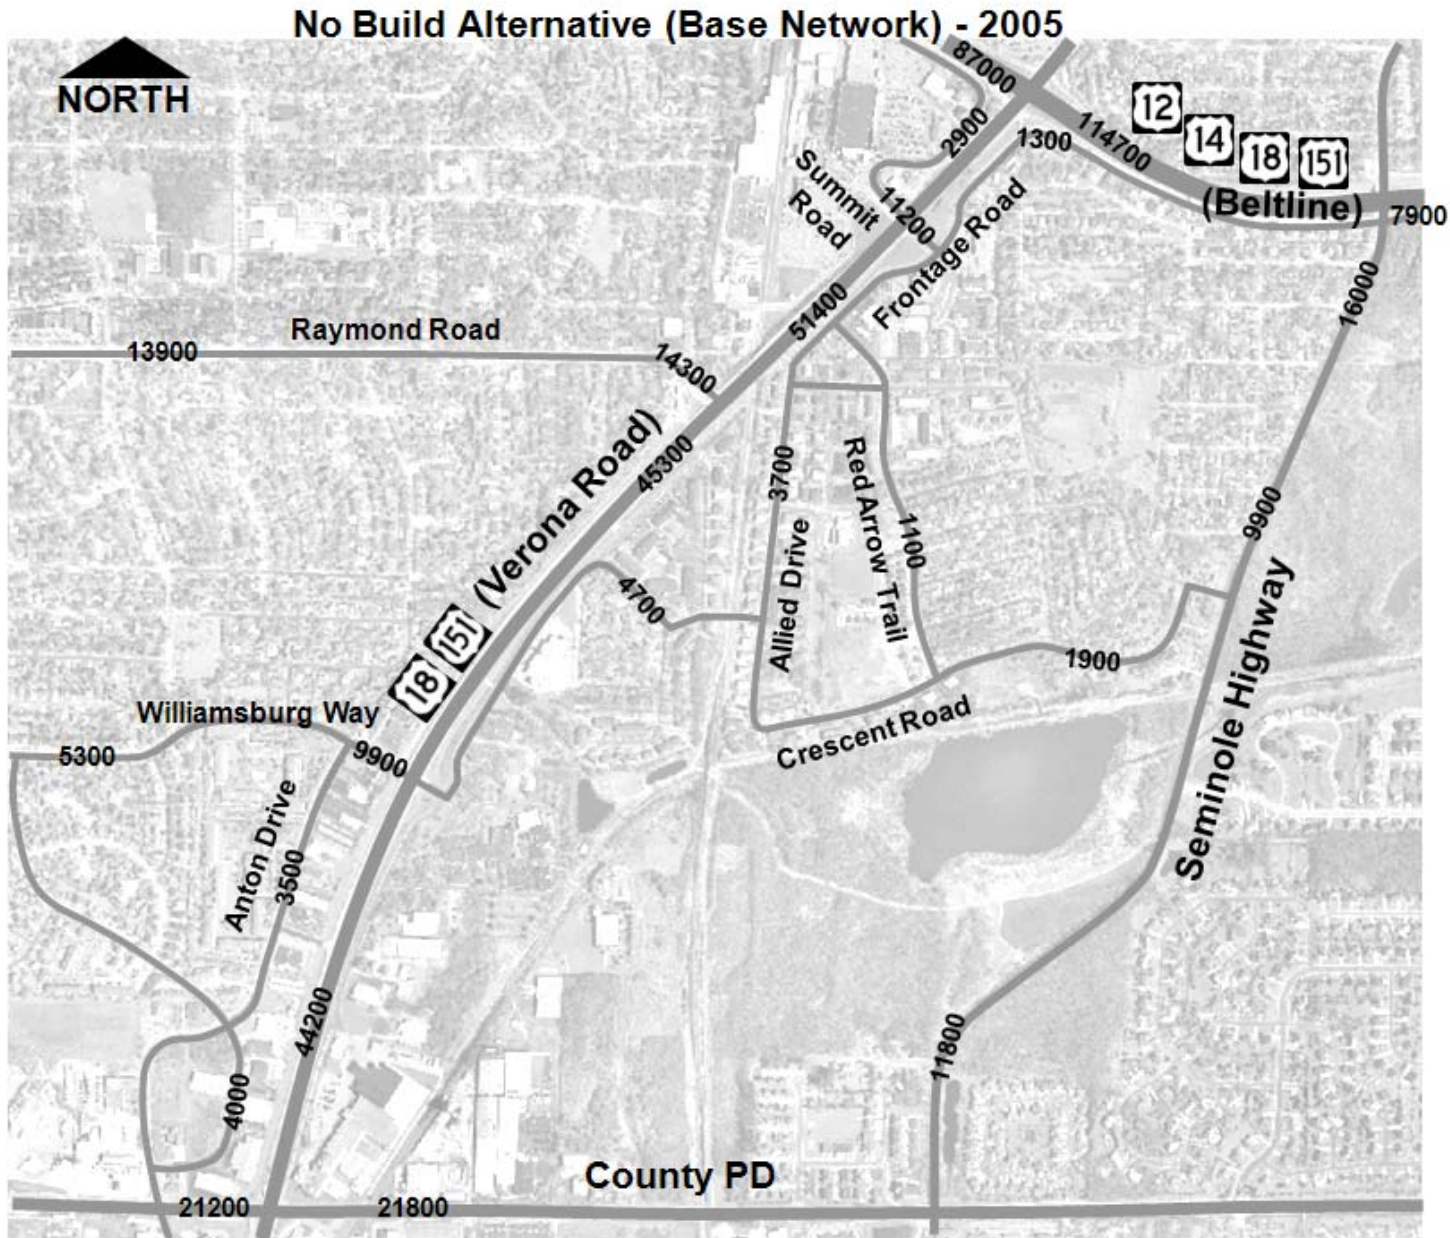 No Build Alternative (Base Network) - 2005
NORTH
87000
2900
1300
114700
12
14
18
151
(Beltline)
7900
Summit
Road
11200
Frontage Road
16000
51400
Raymond Road
13900
14300
45300
(Verona Road)
18
151
3700
Allied Drive
Red Arrow Trail
1100
9900
4700
1900
Seminole Highway
Crescent Road
Williamsburg Way
5300
9900
Anton Drive
3500
44200
4000
11800
County PD
21200
21800